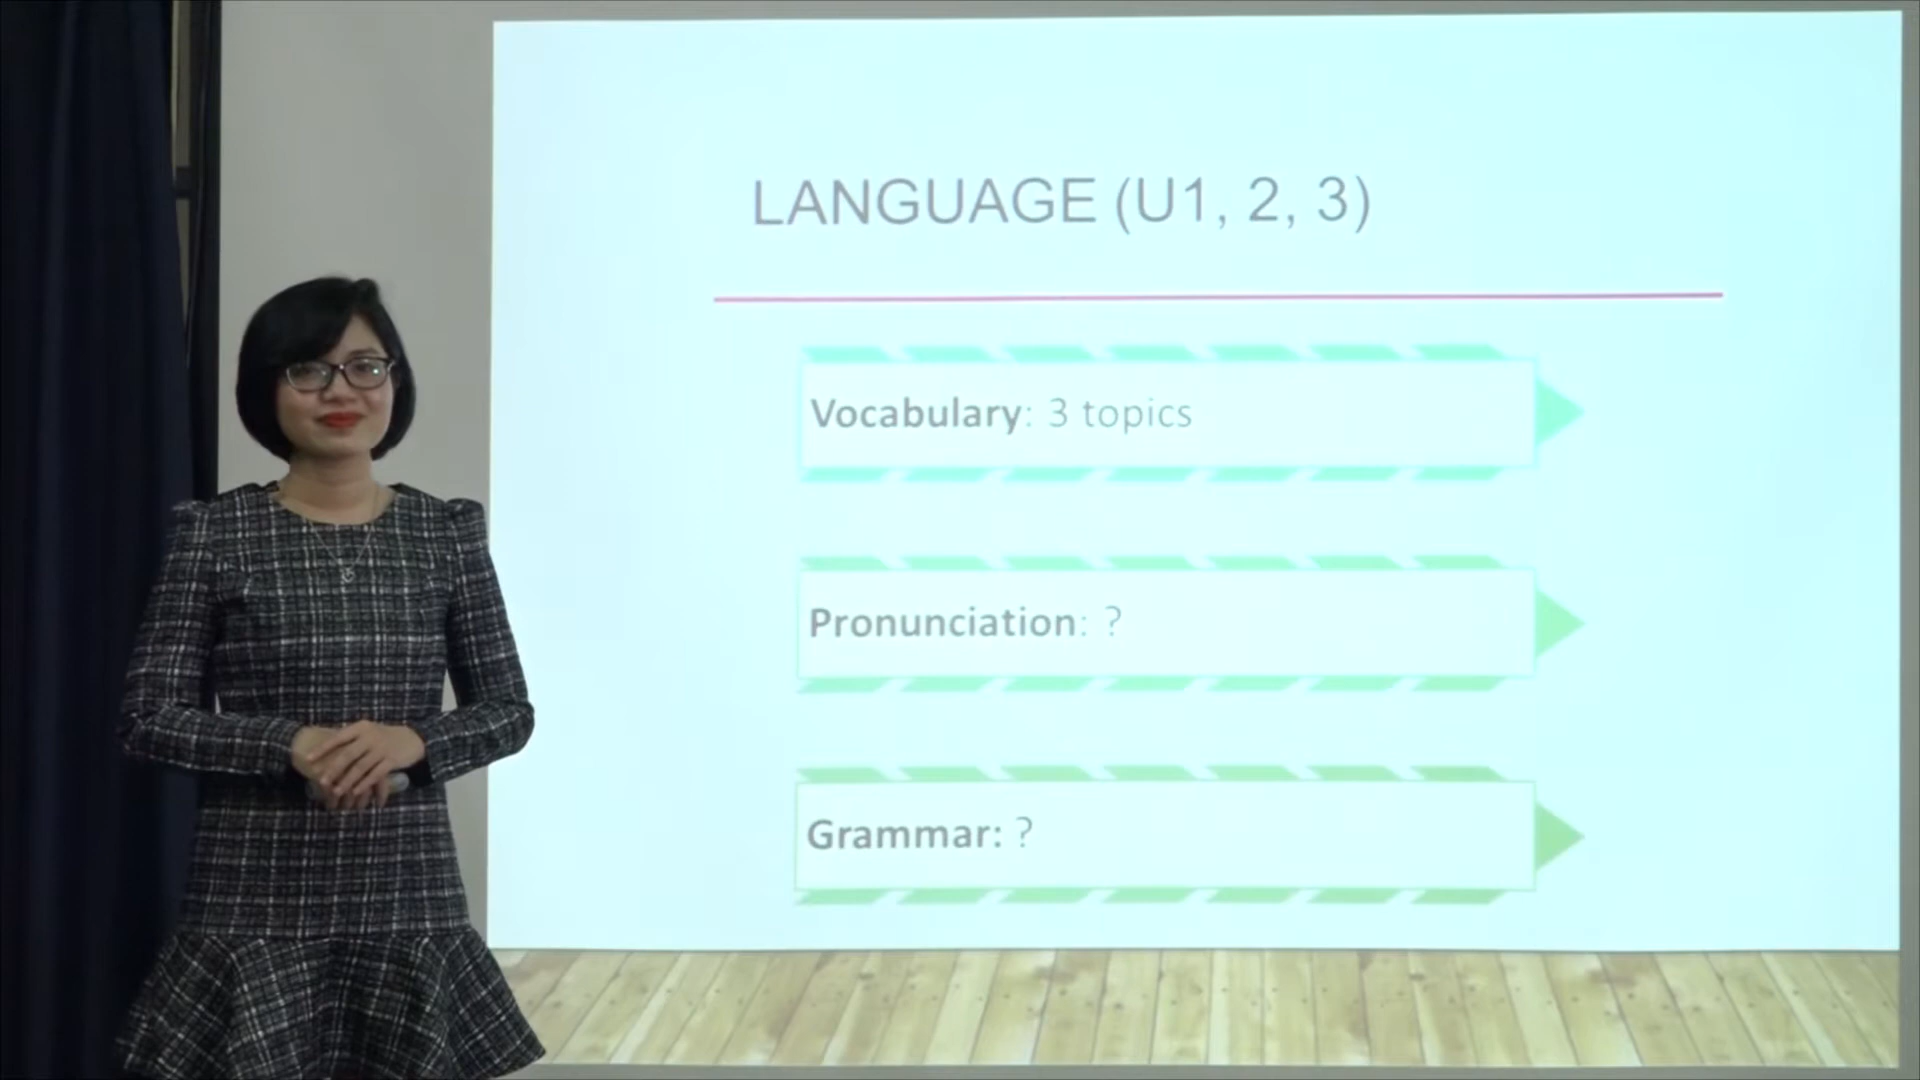 LANGUAGE (U1, 2, 3)
Vocabulary: 3 topics
Pronunciation: ?
Grammar: ?